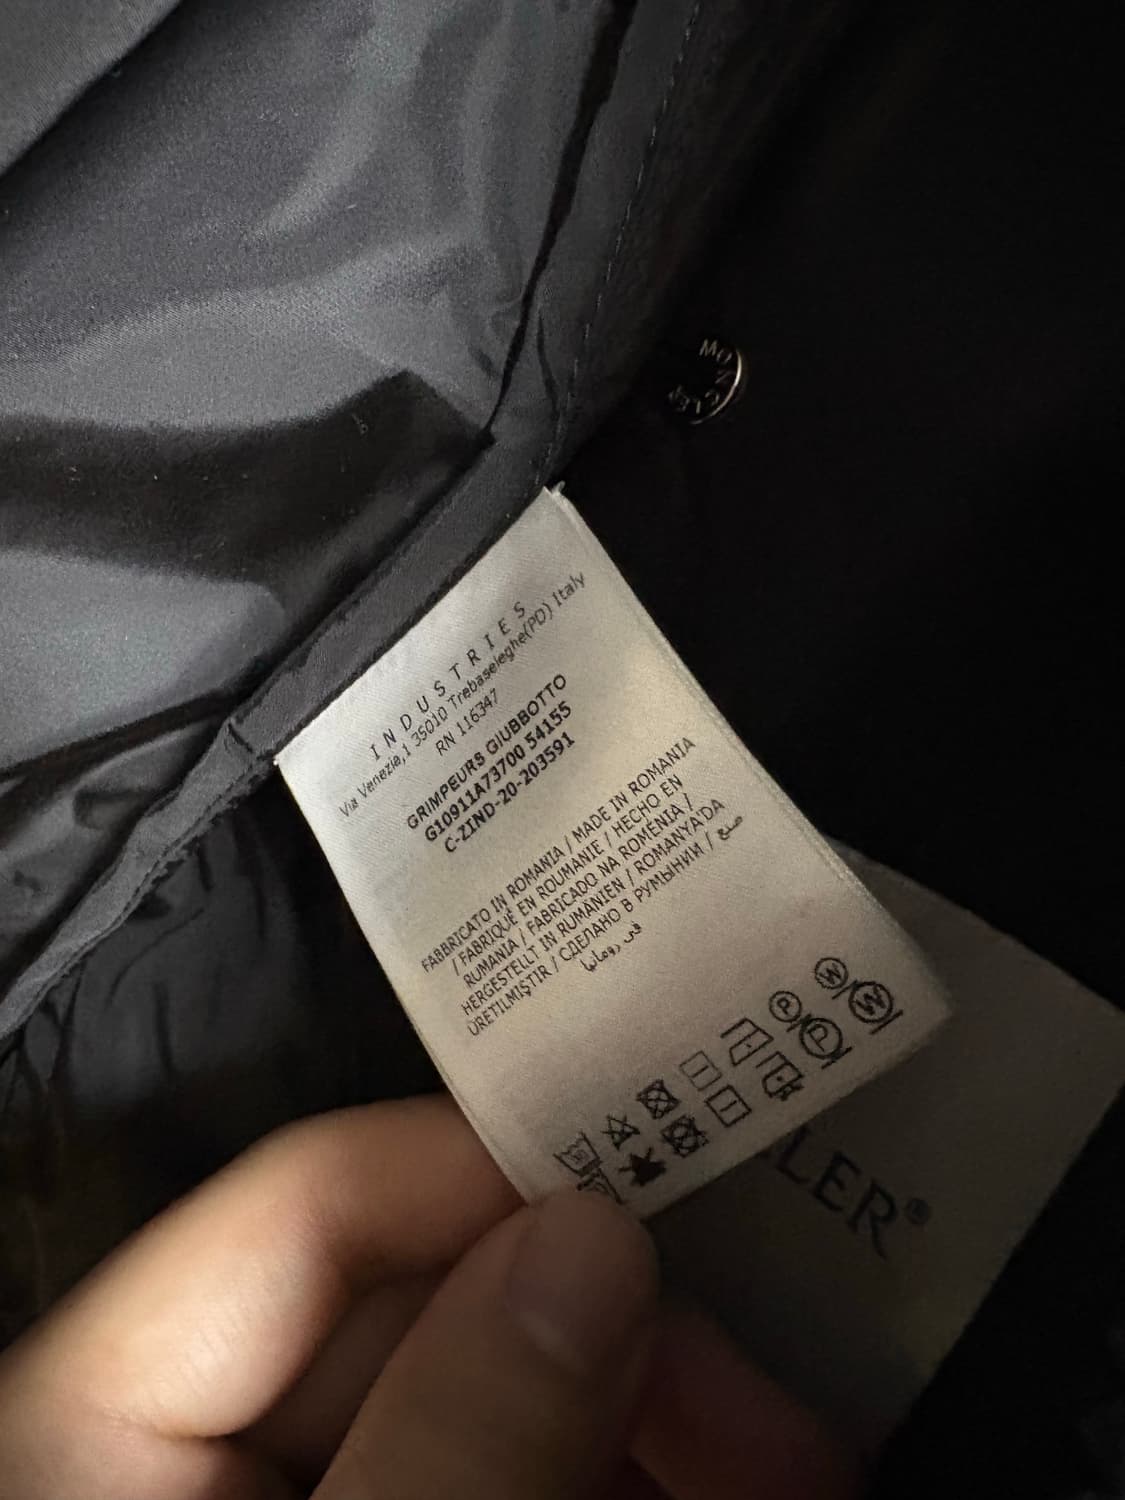 MONCLER
INDUSTRIES
Via Venezia,1 35010 Trebaseleghe(PD) Italy
RN 116347
GRIMPEURS GIUBBOTTO
G10911A73700 54155
C-ZIND-20-203591
FABBRICATO IN ROMANIA / MADE IN ROMANIA
/ FABRIQUÉ EN ROUMANIE / HECHO EN
RUMANIA / FABRICADO NA ROMÉNIA /
HERGESTELLT IN RUMÄNIEN / ROMANYA'DA
ÜRETILMIŞTIR / СДЕЛАНО В РУМЫНИИ / صنع
في رومانيا
P
W
P
W
LER®